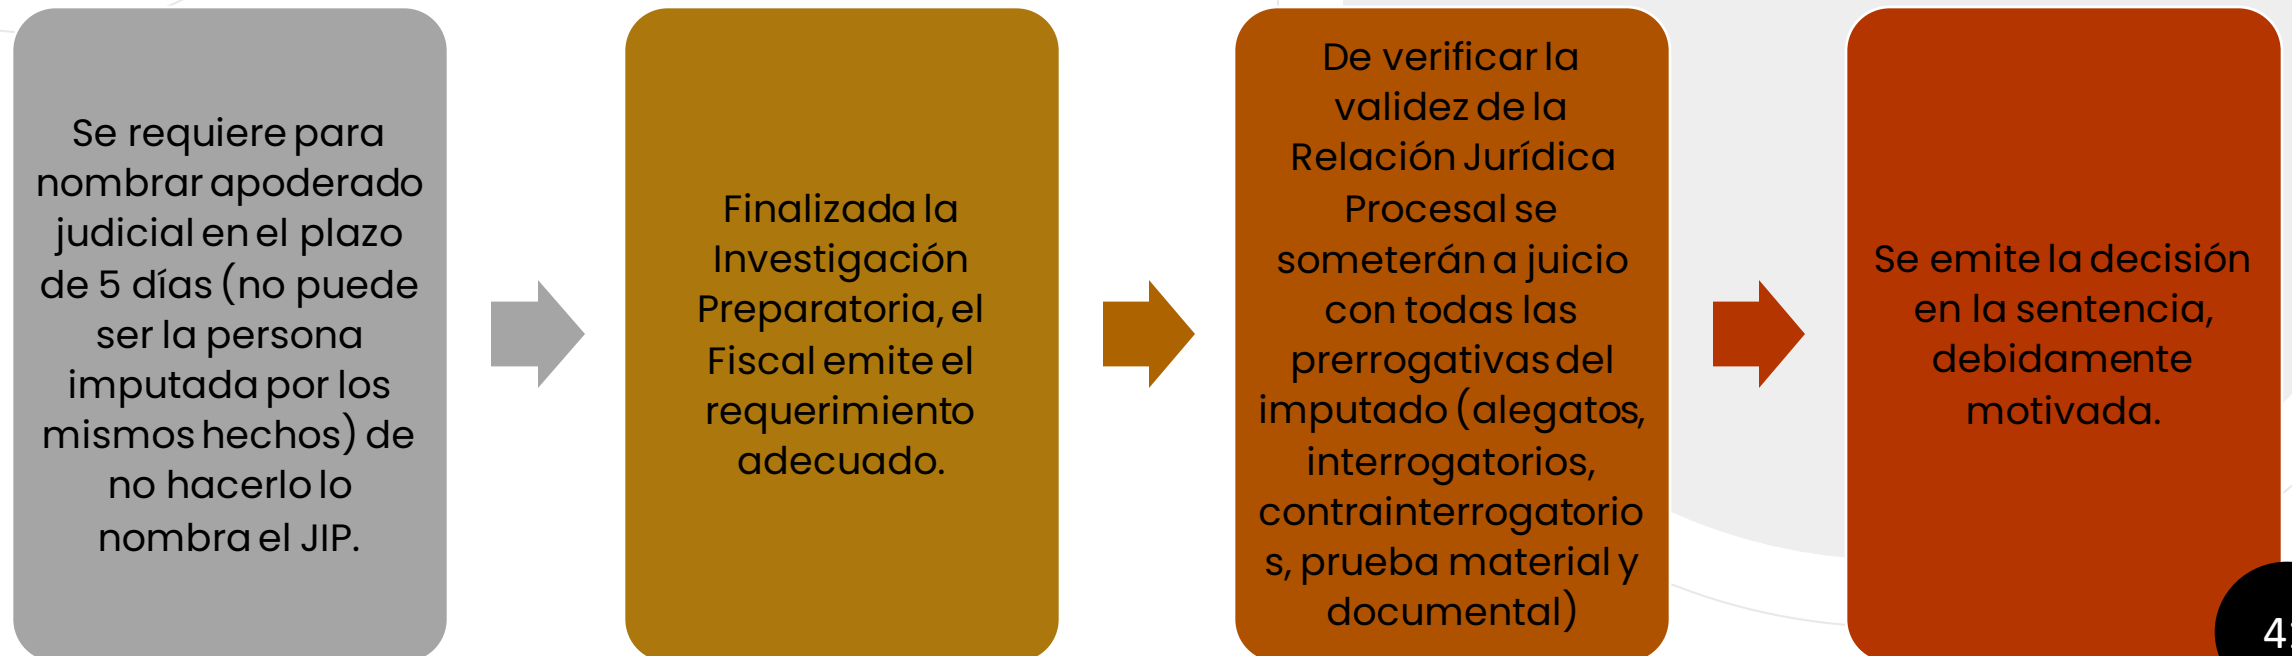 Se requiere para
nombrar apoderado
judicial en el plazo
de 5 días (no puede
ser la persona
imputada por los
mismos hechos) de
no hacerlo lo
nombra el JIP.
Finalizada la
Investigación
Preparatoria, el
Fiscal emite el
requerimiento
adecuado.
De verificar la
validez de la
Relación Jurídica
Procesal se
someterán a juicio
con todas las
prerrogativas del
imputado (alegatos,
interrogatorios,
contrainterrogatorio
s, prueba material y
documental)
Se emite la decisión
en la sentencia,
debidamente
motivada.